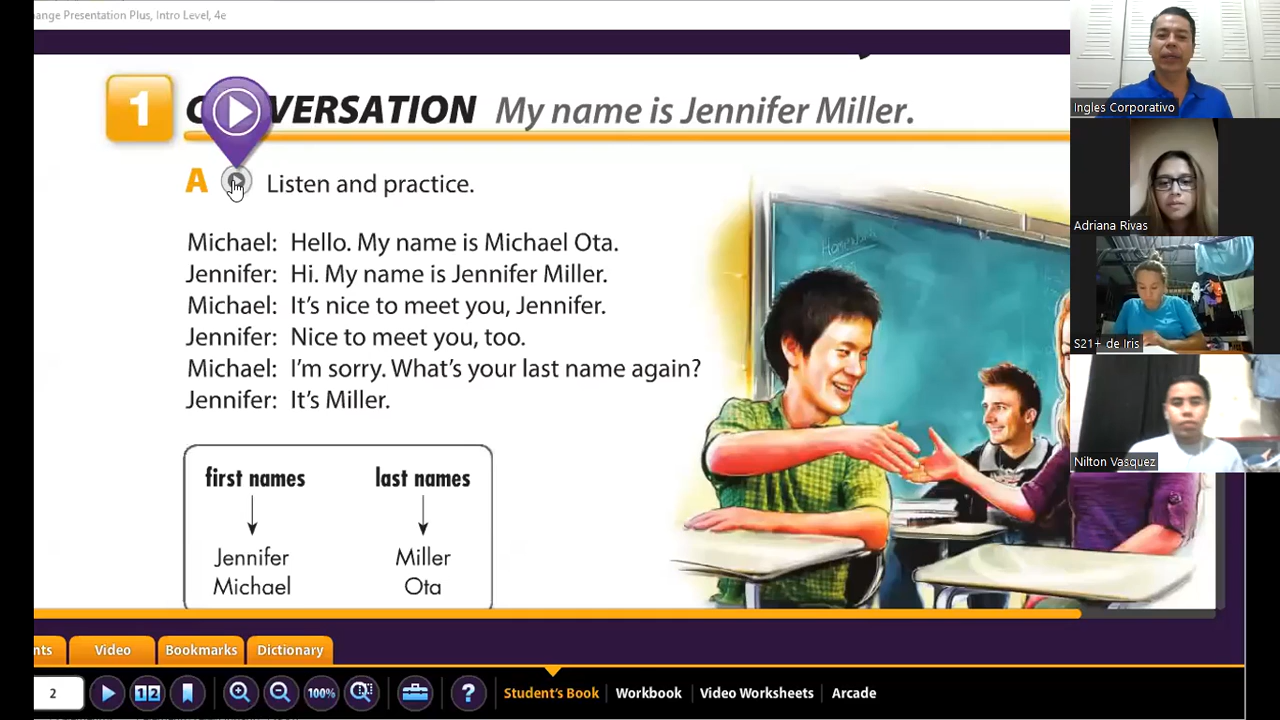 ange Presentation Plus, Intro Level, 4e
1 VERSATION My name is Jennifer Miller.
A Listen and practice.
Michael: Hello. My name is Michael Ota.
Jennifer: Hi. My name is Jennifer Miller.
Michael: It's nice to meet you, Jennifer.
Jennifer: Nice to meet you, too.
Michael: I'm sorry. What's your last name again?
Jennifer: It's Miller.
first names last names
Jennifer Miller
Michael Ota
Ingles Corporativo
Adriana Rivas
S21+ de Iris
Nilton Vasquez
nts Video Bookmarks Dictionary
2 1 2 100% ? Student's Book Workbook Video Worksheets Arcade